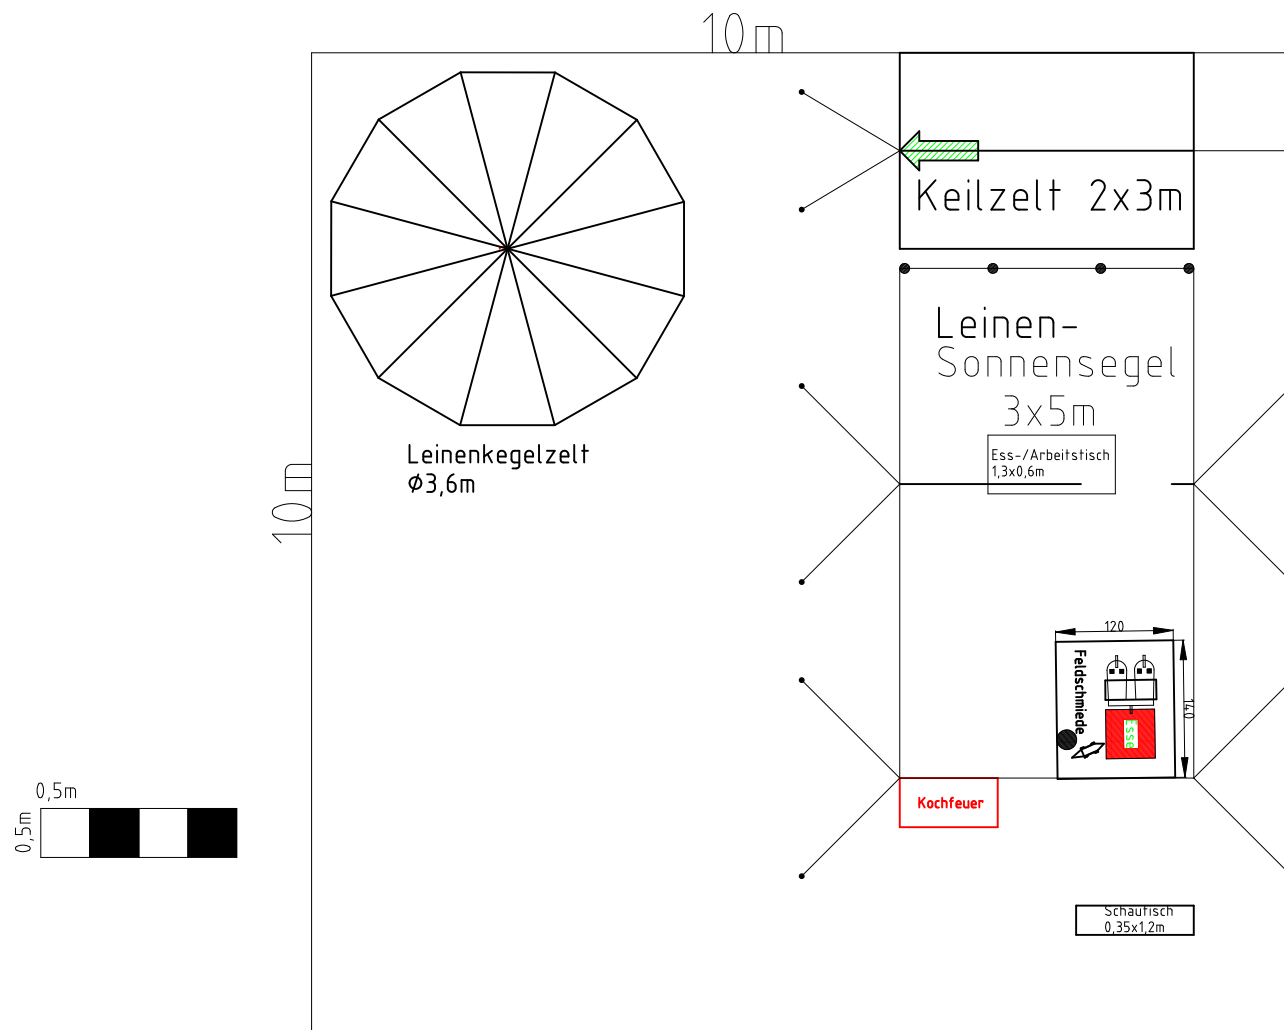 10m
Keilzelt 2x3m
Leinen-
Sonnensegel
3x5m
Ess-/Arbeitstisch
1,3x0,6m
Leinenkegelzelt
Ø3,6m
10m
120
Feldschmiede
140
Esse
0,5m
0,5m
Kochfeuer
Schautisch
0,35x1,2m